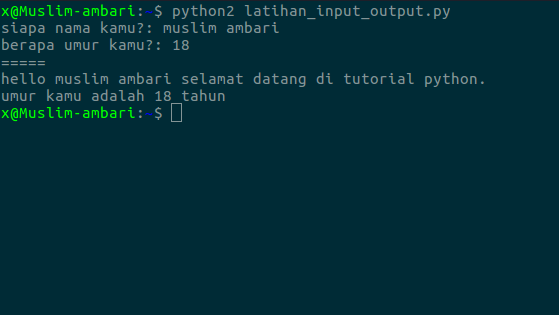 x@Muslim-ambari:~$ python2 latihan_input_output.py
siapa nama kamu?: muslim ambari
berapa umur kamu?: 18
=====
hello muslim ambari selamat datang di tutorial python.
umur kamu adalah 18 tahun
x@Muslim-ambari:~$